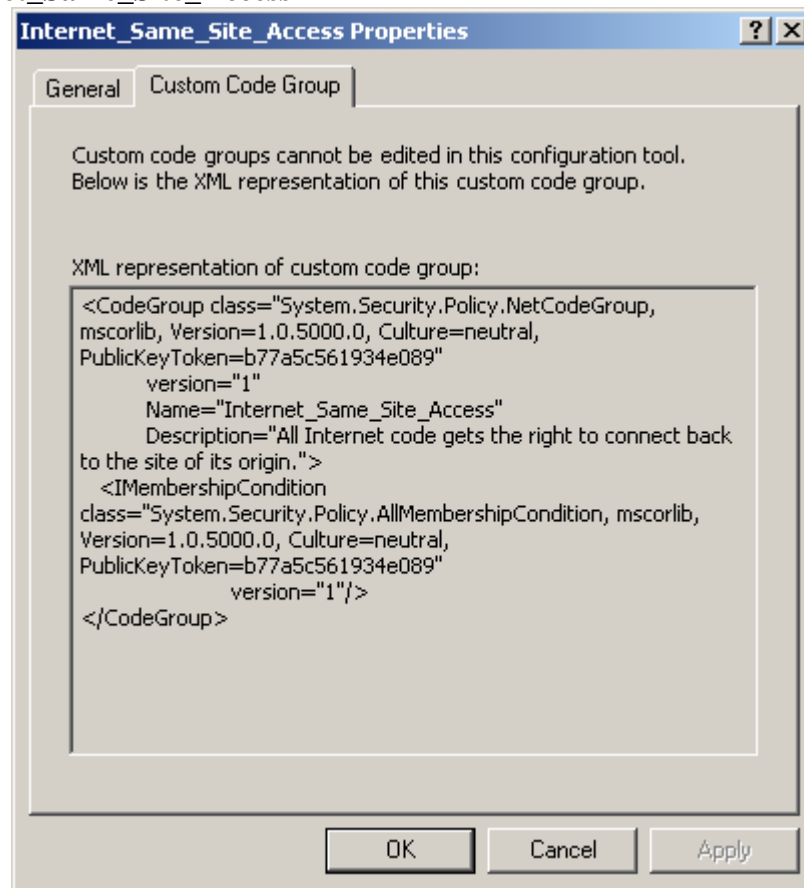 Internet_Same_Site_Access Properties
General Custom Code Group
Custom code groups cannot be edited in this configuration tool.
Below is the XML representation of this custom code group.
XML representation of custom code group:
<CodeGroup class="System.Security.Policy.NetCodeGroup,
mscorlib, Version=1.0.5000.0, Culture=neutral,
PublicKeyToken=b77a5c561934e089"
version="1"
Name="Internet_Same_Site_Access"
Description="All Internet code gets the right to connect back
to the site of its origin.">
<IMembershipCondition
class="System.Security.Policy.AllMembershipCondition, mscorlib,
Version=1.0.5000.0, Culture=neutral,
PublicKeyToken=b77a5c561934e089"
version="1"/>
</CodeGroup>
OK Cancel Apply